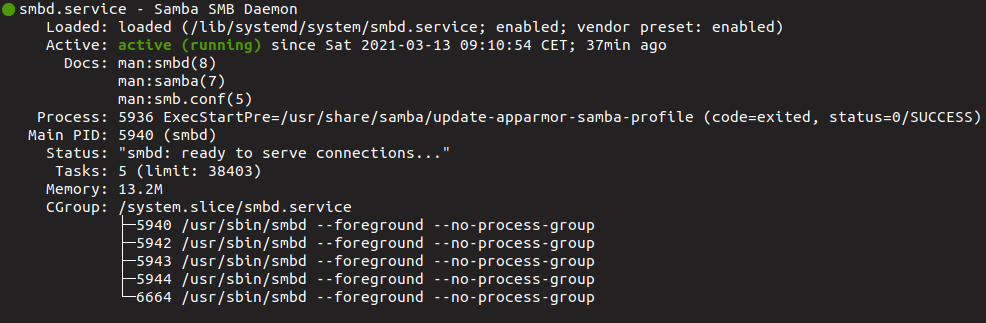 ● smbd.service - Samba SMB Daemon
Loaded: loaded (/lib/systemd/system/smbd.service; enabled; vendor preset: enabled)
Active: active (running) since Sat 2021-03-13 09:10:54 CET; 37min ago
Docs: man:smbd(8)
man:samba(7)
man:smb.conf(5)
Process: 5936 ExecStartPre=/usr/share/samba/update-apparmor-samba-profile (code=exited, status=0/SUCCESS)
Main PID: 5940 (smbd)
Status: "smbd: ready to serve connections..."
Tasks: 5 (limit: 38403)
Memory: 13.2M
CGroup: /system.slice/smbd.service
├─5940 /usr/sbin/smbd --foreground --no-process-group
├─5942 /usr/sbin/smbd --foreground --no-process-group
├─5943 /usr/sbin/smbd --foreground --no-process-group
├─5944 /usr/sbin/smbd --foreground --no-process-group
└─6664 /usr/sbin/smbd --foreground --no-process-group